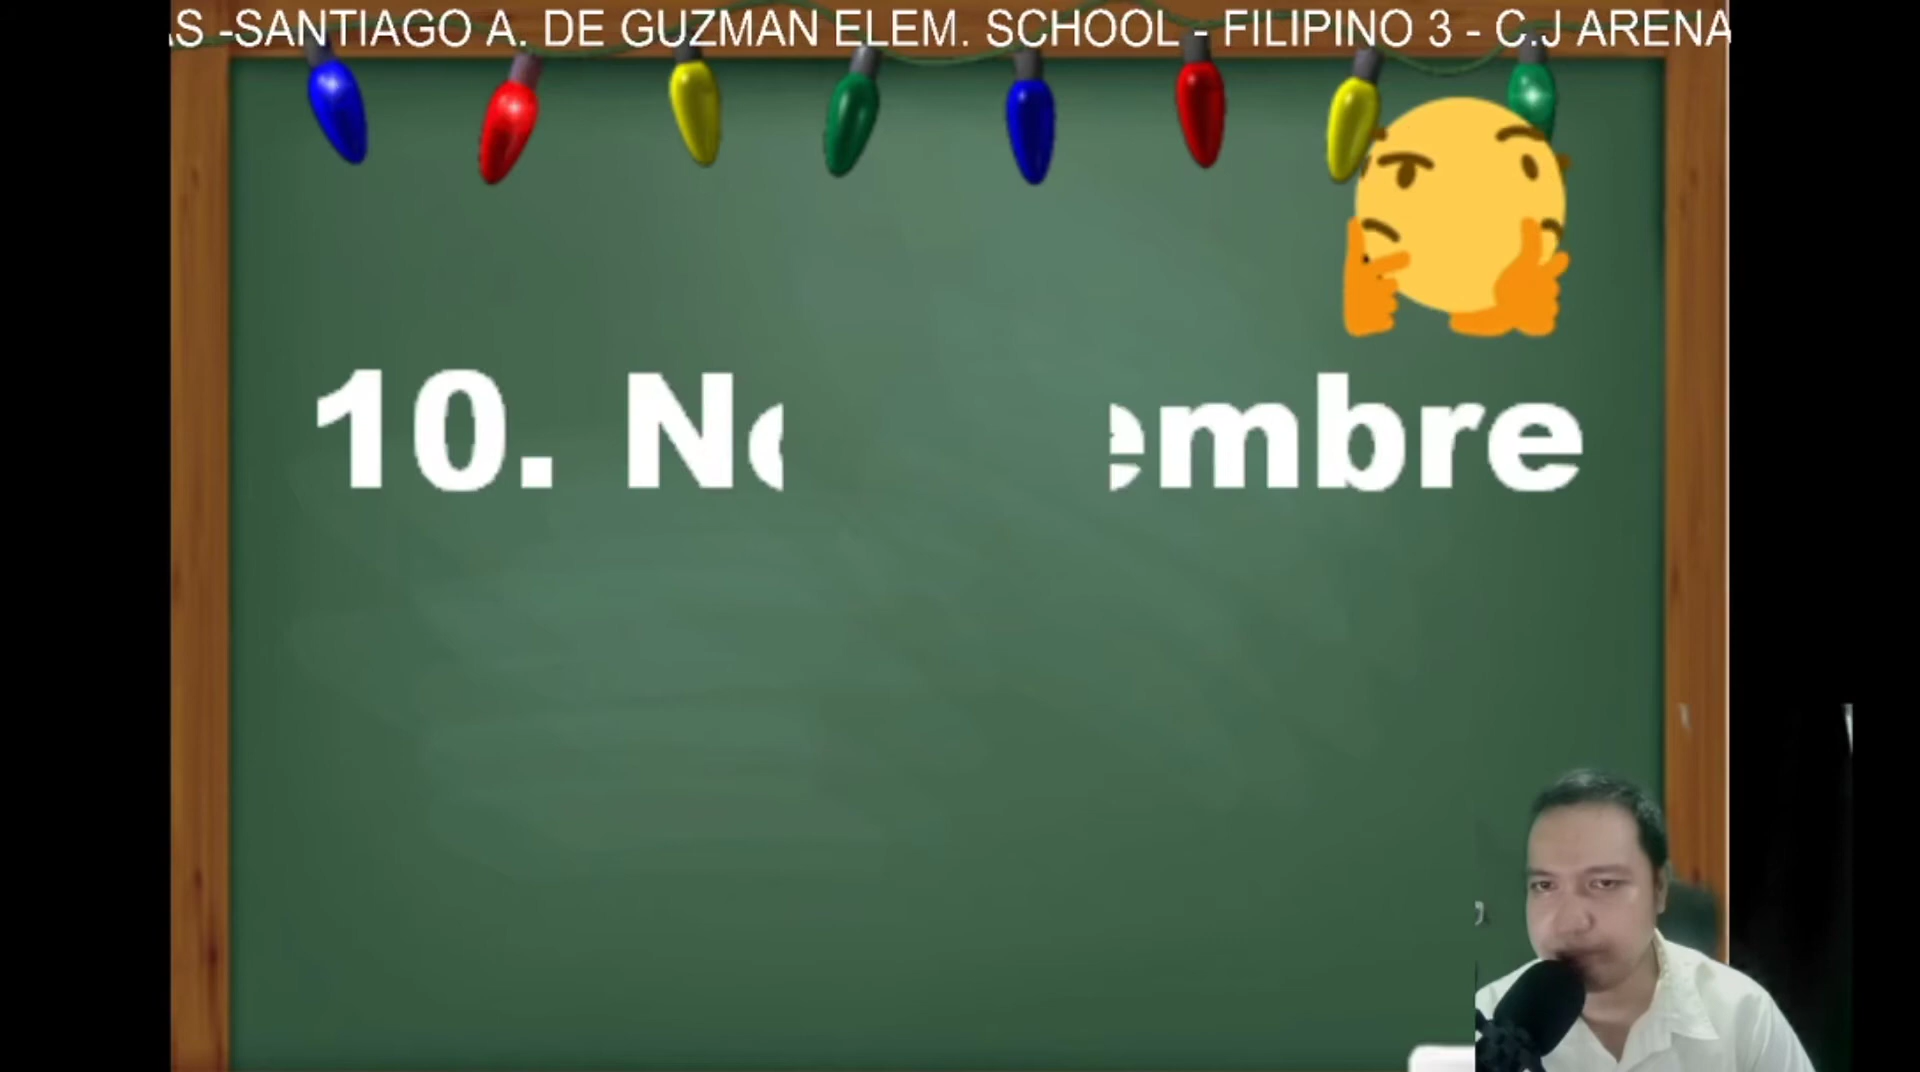 AS -SANTIAGO A. DE GUZMAN ELEM. SCHOOL - FILIPINO 3 - C.J ARENA
10. No embre